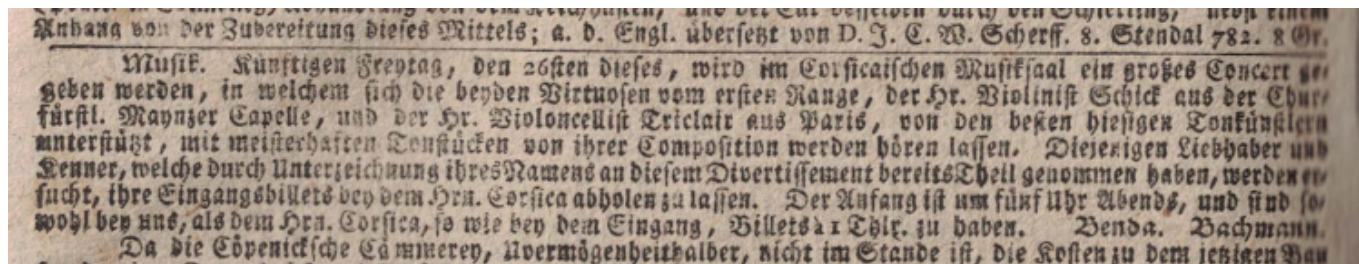 Anhang von der Zubereitung dieses Mittels; a. d. Engl. übersetzt von D. J. C. W. Scherff. 8. Stendal 782. 8 Gr.
Musik. Künftigen Freytag, den 26sten dieses, wird im Corsicaischen Musiksaal ein großes Concert ge-
geben werden, in welchem sich die beyden Virtuosen vom ersten Range, der Hr. Violinist Schick aus der Chur-
fürstl. Maynzer Capelle, und der Hr. Violoncellist Triclair aus Paris, von den besten hiesigen Tonkünstlern
unterstützt, mit meisterhaften Tonstücken von ihrer Composition werden hören lassen. Diejenigen Liebhaber und
Kenner, welche durch Unterzeichnung ihres Namens an diesem Divertissement bereits Theil genommen haben, werden er-
sucht, ihre Eingangsbillets bey dem Hrn. Corsica abholen zu lassen. Der Anfang ist um fünf Uhr Abends, und sind so-
wohl bey uns, als dem Hrn. Corsica, so wie bey dem Eingang, Billets à 1 Thlr. zu haben. Benda. Bachmann.
Da die Cöpenicksche Cämmerey, Unvermögenheit halber, nicht im Stande ist, die Kosten zu dem jetzigen Bau